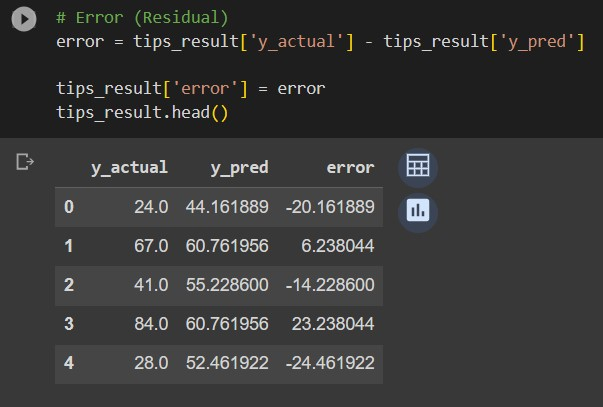 # Error (Residual)
error = tips_result['y_actual'] - tips_result['y_pred']
tips_result['error'] = error
tips_result.head()
y_actual y_pred error
0 24.0 44.161889 -20.161889
1 67.0 60.761956 6.238044
2 41.0 55.228600 -14.228600
3 84.0 60.761956 23.238044
4 28.0 52.461922 -24.461922